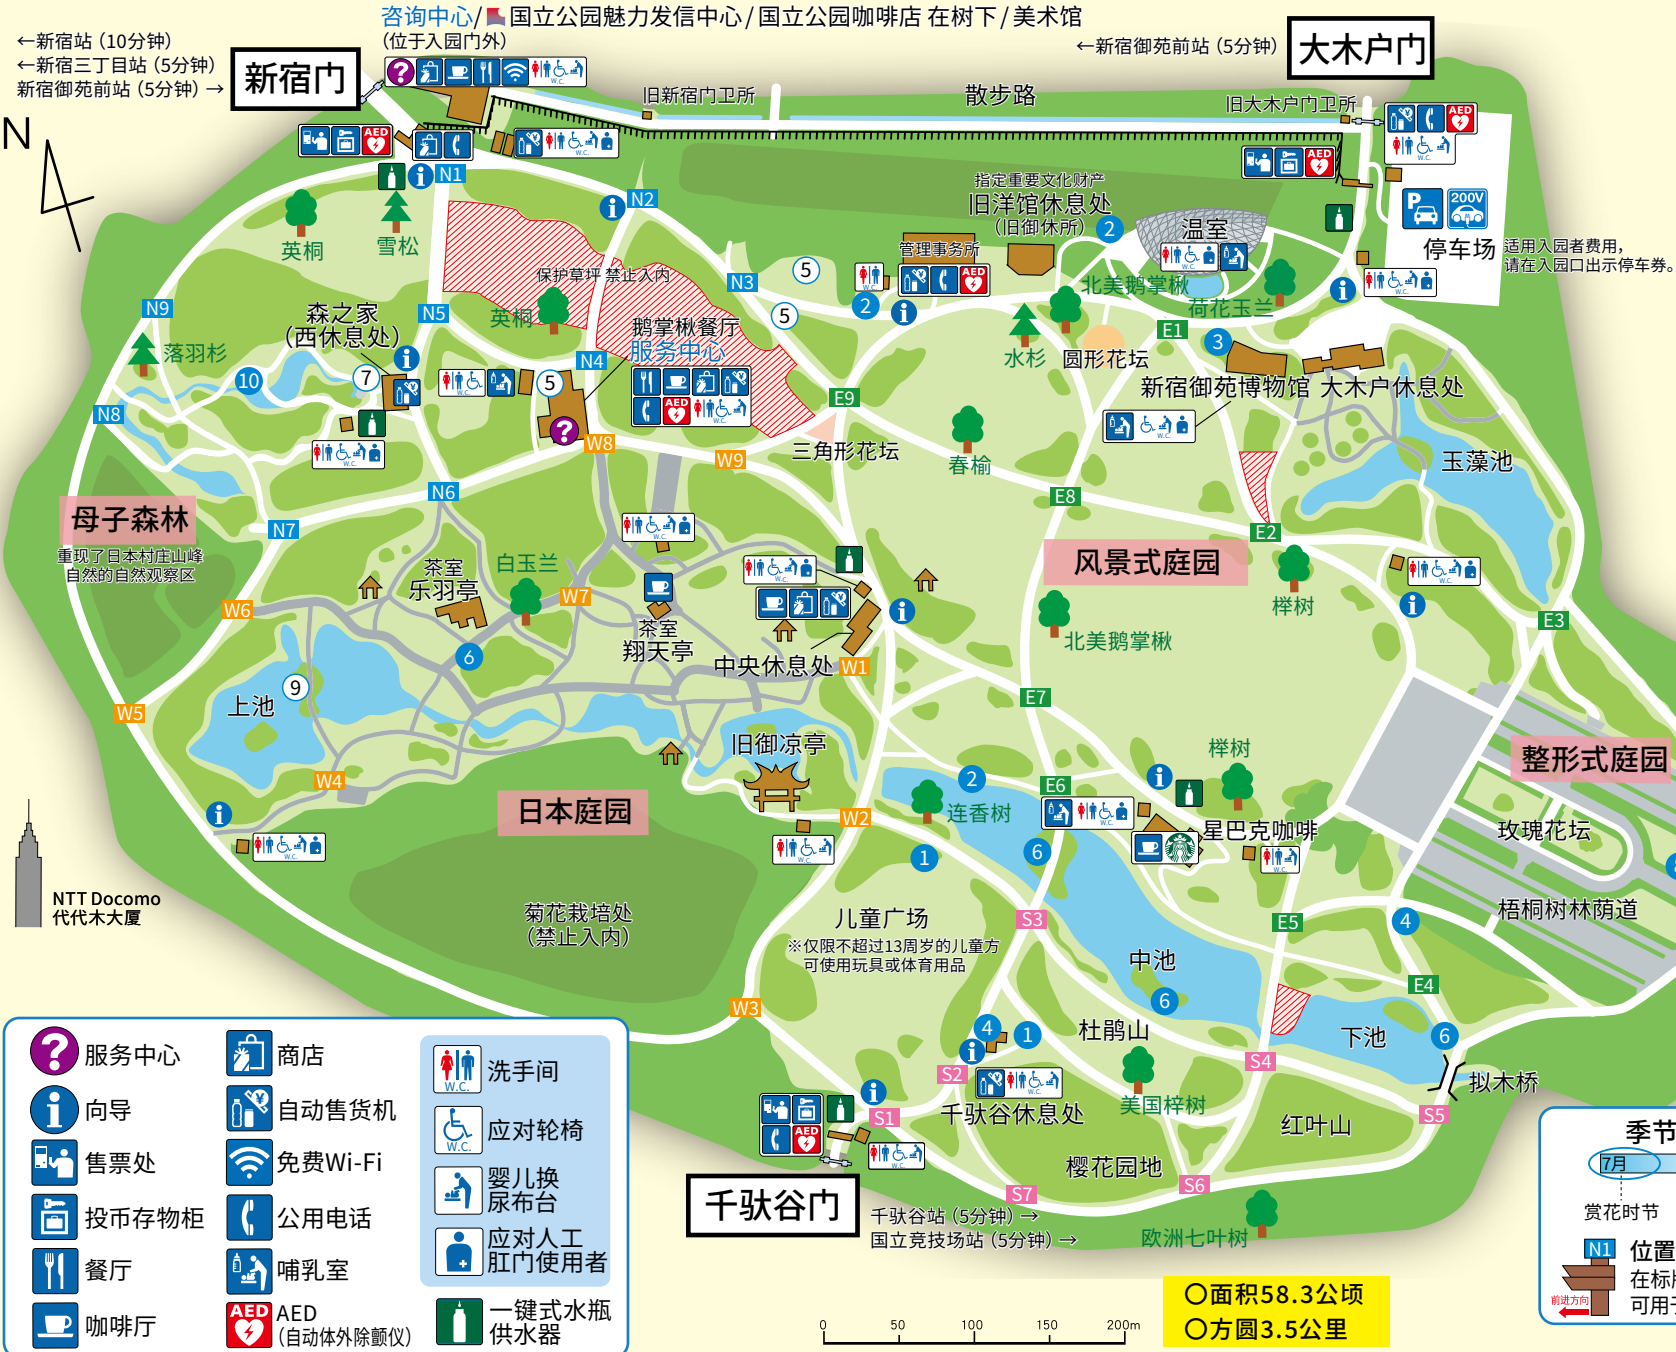 咨询中心/国立公园魅力发信中心/国立公园咖啡店 在树下/美术馆
(位于入园门外)
←新宿站（10分钟）
←新宿三丁目站（5分钟）
新宿御苑前站（5分钟）→
新宿门
←新宿御苑前站（5分钟）
大木户门
N
旧新宿门卫所
散步路
旧大木户门卫所
AED
W.C.
AED
AED
W.C.
P
200V
停车场
适用入园者费用，
请在入园口出示停车券。
N1
N2
英桐
雪松
指定重要文化财产
旧洋馆休息处
（旧御休所）
2
温室
W.C.
管理事务所
AED
保护草坪 禁止入内
N3
5
5
2
W.C.
北美鹅掌楸
荷花玉兰
W.C.
N9
森之家
（西休息处）
N5
英桐
鹅掌楸餐厅
服务中心
N4
水杉
圆形花坛
E1
3
落羽杉
10
7
W.C.
5
AED
W.C.
新宿御苑博物馆
大木户休息处
E9
N8
W.C.
W.C.
W8
W9
三角形花坛
春榆
玉藻池
N6
E8
母子森林
重现了日本村庄山峰
自然的自然观察区
N7
W.C.
E2
风景式庭园
茶室
乐羽亭
白玉兰
W7
W.C.
W.C.
榉树
W6
6
茶室
翔天亭
中央休息处
W1
北美鹅掌楸
E3
上池
9
W5
E7
旧御凉亭
榉树
整形式庭园
W4
日本庭园
W2
2
连香树
E6
W.C.
星巴克咖啡
玫瑰花坛
W.C.
W.C.
1
6
W.C.
NTT Docomo
代代木大厦
菊花栽培处
（禁止入内）
儿童广场
※仅限不超过13周岁的儿童方
可使用玩具或体育用品
S3
E5
4
梧桐树林荫道
中池
6
E4
W3
4
1
杜鹃山
下池
6
S2
S4
拟木桥
千驮谷休息处
W.C.
美国梓树
S1
AED
W.C.
红叶山
S5
樱花园地
千驮谷门
S7
S6
千驮谷站（5分钟）→
国立竞技场站（5分钟）→
欧洲七叶树
服务中心
商店
W.C.
洗手间
向导
自动售货机
W.C.
应对轮椅
售票处
免费Wi-Fi
婴儿换
尿布台
投币存物柜
公用电话
应对人工
肛门使用者
餐厅
哺乳室
咖啡厅
AED
AED
（自动体外除颤仪）
一键式水瓶
供水器
0 50 100 150 200m
〇面积58.3公顷
〇方圆3.5公里
季节
7月
赏花时节
N1
位置
前进方向
可用于